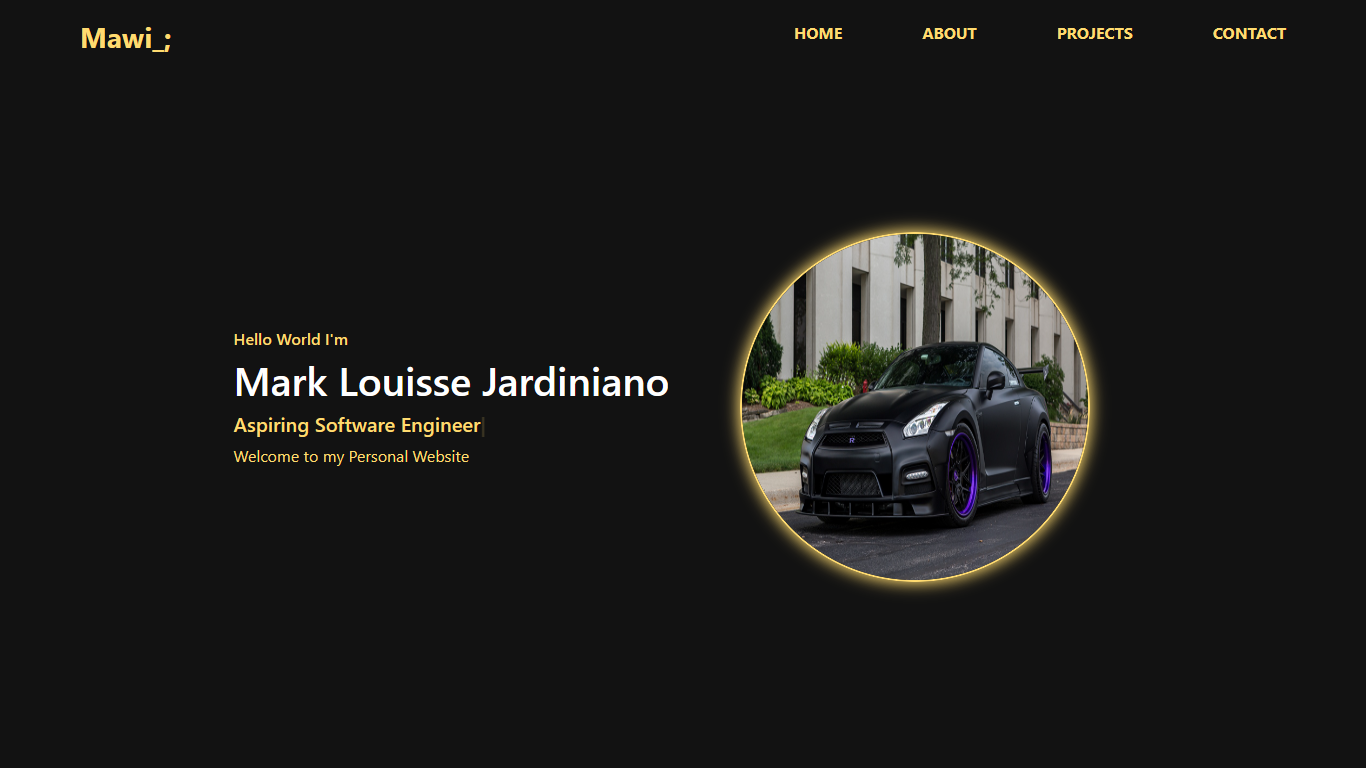 Mawi_;
HOME ABOUT PROJECTS CONTACT
Hello World I'm
Mark Louisse Jardiniano
Aspiring Software Engineer|
Welcome to my Personal Website
R